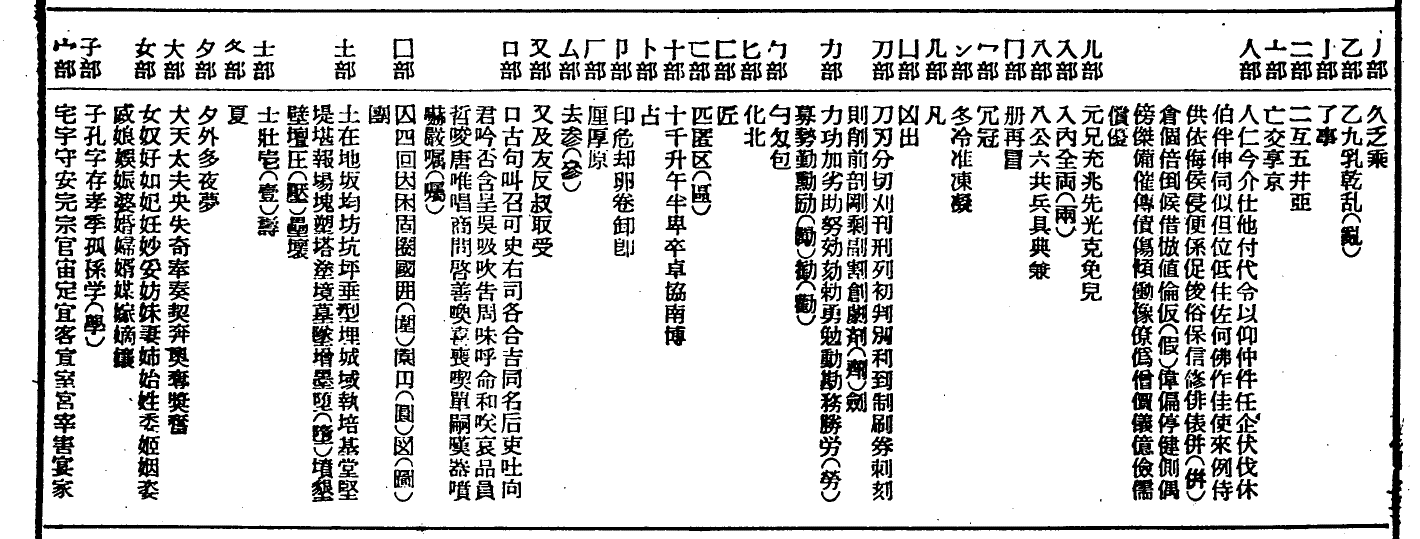 丿部 久乏乘
乙部 乙九乳乾乱(亂)
亅部 了事
二部 二互五井亞
亠部 亡交享京
人部 人仁今介仕他付代令以仰仲件任企伏伐休
伯伴伸伺似但位低住佐何佛作佳使來例侍
供依侮侯侵便係促俊俗保信修俳俵併(倂)
倉個倍倒候借倣値倫仮(假)偉偏停健側偶
傍傑備催傳債傷傾働像僚僞僧價儀億儉儒
償優
儿部 元兄充兆先光克免兒
入部 入內全両(兩)
八部 八公六共兵具典兼
冂部 册再冒
冖部 冗冠
冫部 冬冷准凍凝
几部 凡
凵部 凶出
刀部 刀刃分切刈刊刑列初判別利到制刷券刺刻
則削前剖剛剩副割創劇剤(劑)劍
力部 力功加劣助努効劾勅勇勉動勘務勝労(勞)
募勢勤勳励(勵)勧(勸)
勹部 勺匁包
匕部 化北
匚部 匠
匸部 匹匿区(區)
十部 十千升午半卑卒卓協南博
卜部 占
卩部 印危却卵卷卸卽
厂部 厘厚原
厶部 去参(參)
又部 又及友反叔取受
口部 口古句叫召可史右司各合吉同名后吏吐向
君吟否含呈吳吸吹吿周味呼命和咲哀品員
哲唆唐唯唱商問啓善喚喜喪喫單嗣嘆器噴
嚇嚴嘱(囑)
囗部 囚四回因困固圈國囲(圍)園円(圓)図(圖)
團
土部 土在地坂均坊坑坪垂型埋城域執培基堂堅
堤堪報場塊塑塔塗境墓墜增墨堕(墮)墳墾
壁壇圧(壓)壘壞
士部 士壯壱(壹)壽
夊部 夏
夕部 夕外多夜夢
大部 大天太夫央失奇奉奏契奔奥奪奬奮
女部 女奴好如妃妊妙妥妨妹妻姉始姓委姬姻姿
威娘娛娠婆婚婦婿媒嫁嫡孃
子部 子孔字存孝季孤孫学(學)
宀部 宅宇守安完宗官宙定宜客宣室宮宰害宴家